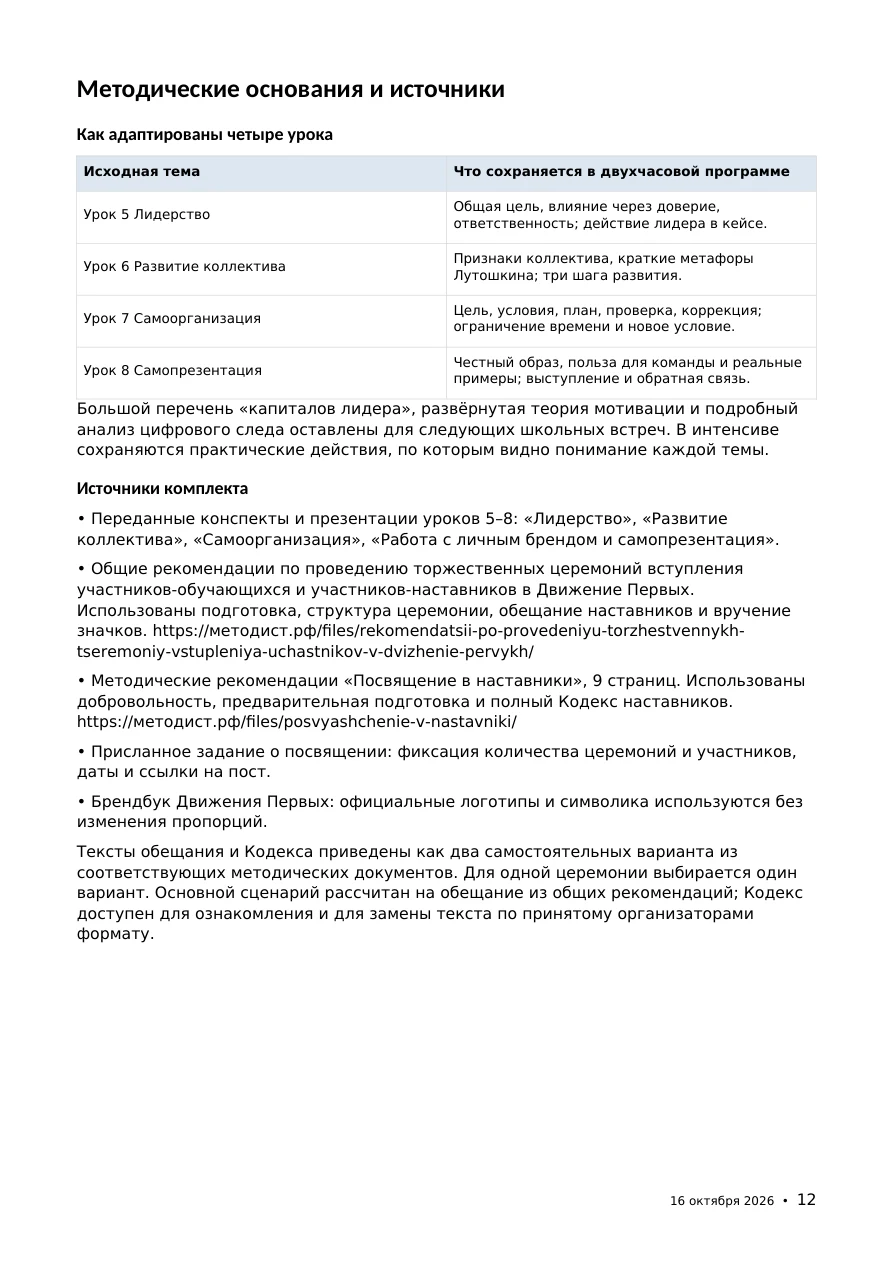 Методические основания и источники
Как адаптированы четыре урока
Исходная тема
Что сохраняется в двухчасовой программе
Урок 5 Лидерство
Общая цель, влияние через доверие,
ответственность; действие лидера в кейсе.
Урок 6 Развитие коллектива
Признаки коллектива, краткие метафоры
Лутошкина; три шага развития.
Урок 7 Самоорганизация
Цель, условия, план, проверка, коррекция;
ограничение времени и новое условие.
Урок 8 Самопрезентация
Честный образ, польза для команды и реальные
примеры; выступление и обратная связь.
Большой перечень «капиталов лидера», развёрнутая теория мотивации и подробный
анализ цифрового следа оставлены для следующих школьных встреч. В интенсиве
сохраняются практические действия, по которым видно понимание каждой темы.
Источники комплекта
• Переданные конспекты и презентации уроков 5–8: «Лидерство», «Развитие
коллектива», «Самоорганизация», «Работа с личным брендом и самопрезентация».
• Общие рекомендации по проведению торжественных церемоний вступления
участников-обучающихся и участников-наставников в Движение Первых.
Использованы подготовка, структура церемонии, обещание наставников и вручение
значков. https://методист.рф/files/rekomendatsii-po-provedeniyu-torzhestvennykh-
tseremoniy-vstupleniya-uchastnikov-v-dvizhenie-pervykh/
• Методические рекомендации «Посвящение в наставники», 9 страниц. Использованы
добровольность, предварительная подготовка и полный Кодекс наставников.
https://методист.рф/files/posvyashchenie-v-nastavniki/
• Присланное задание о посвящении: фиксация количества церемоний и участников,
даты и ссылки на пост.
• Брендбук Движения Первых: официальные логотипы и символика используются без
изменения пропорций.
Тексты обещания и Кодекса приведены как два самостоятельных варианта из
соответствующих методических документов. Для одной церемонии выбирается один
вариант. Основной сценарий рассчитан на обещание из общих рекомендаций; Кодекс
доступен для ознакомления и для замены текста по принятому организаторами
формату.
16 октября 2026 • 12